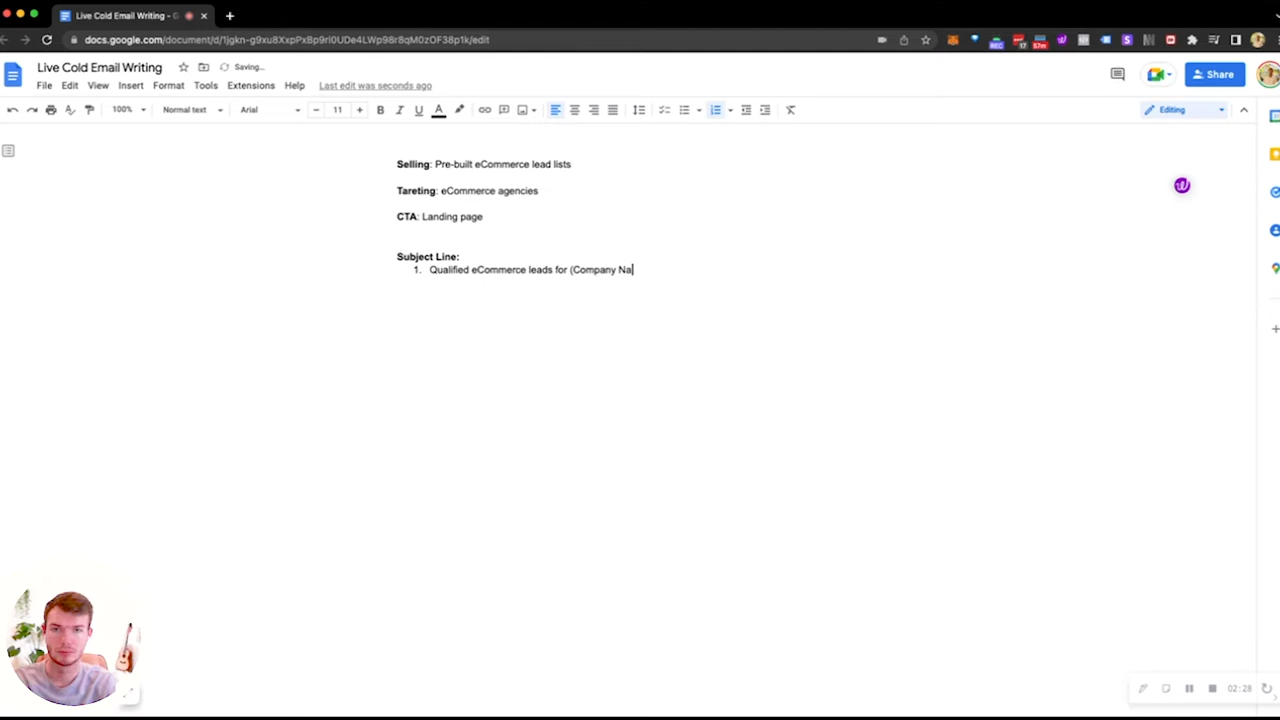 Live Cold Email Writing - G
docs.google.com/document/d/1jgkn-g9xu8XxpPxBp9rl0UDe4LWp98r8qM0zOF38p1k/edit
Live Cold Email Writing Saving...
File Edit View Insert Format Tools Extensions Help Last edit was seconds ago
Share
100% Normal text Arial 11 Editing
Selling: Pre-built eCommerce lead lists
Tareting: eCommerce agencies
CTA: Landing page
Subject Line:
1. Qualified eCommerce leads for (Company Na
02:28